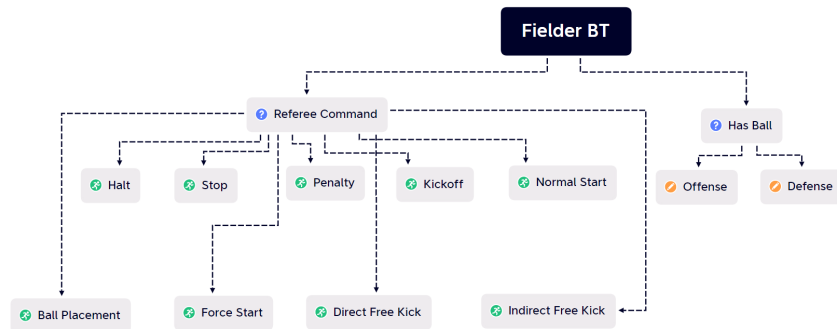 Fielder BT
Referee Command
Has Ball
Halt
Stop
Penalty
Kickoff
Normal Start
Offense
Defense
Ball Placement
Force Start
Direct Free Kick
Indirect Free Kick